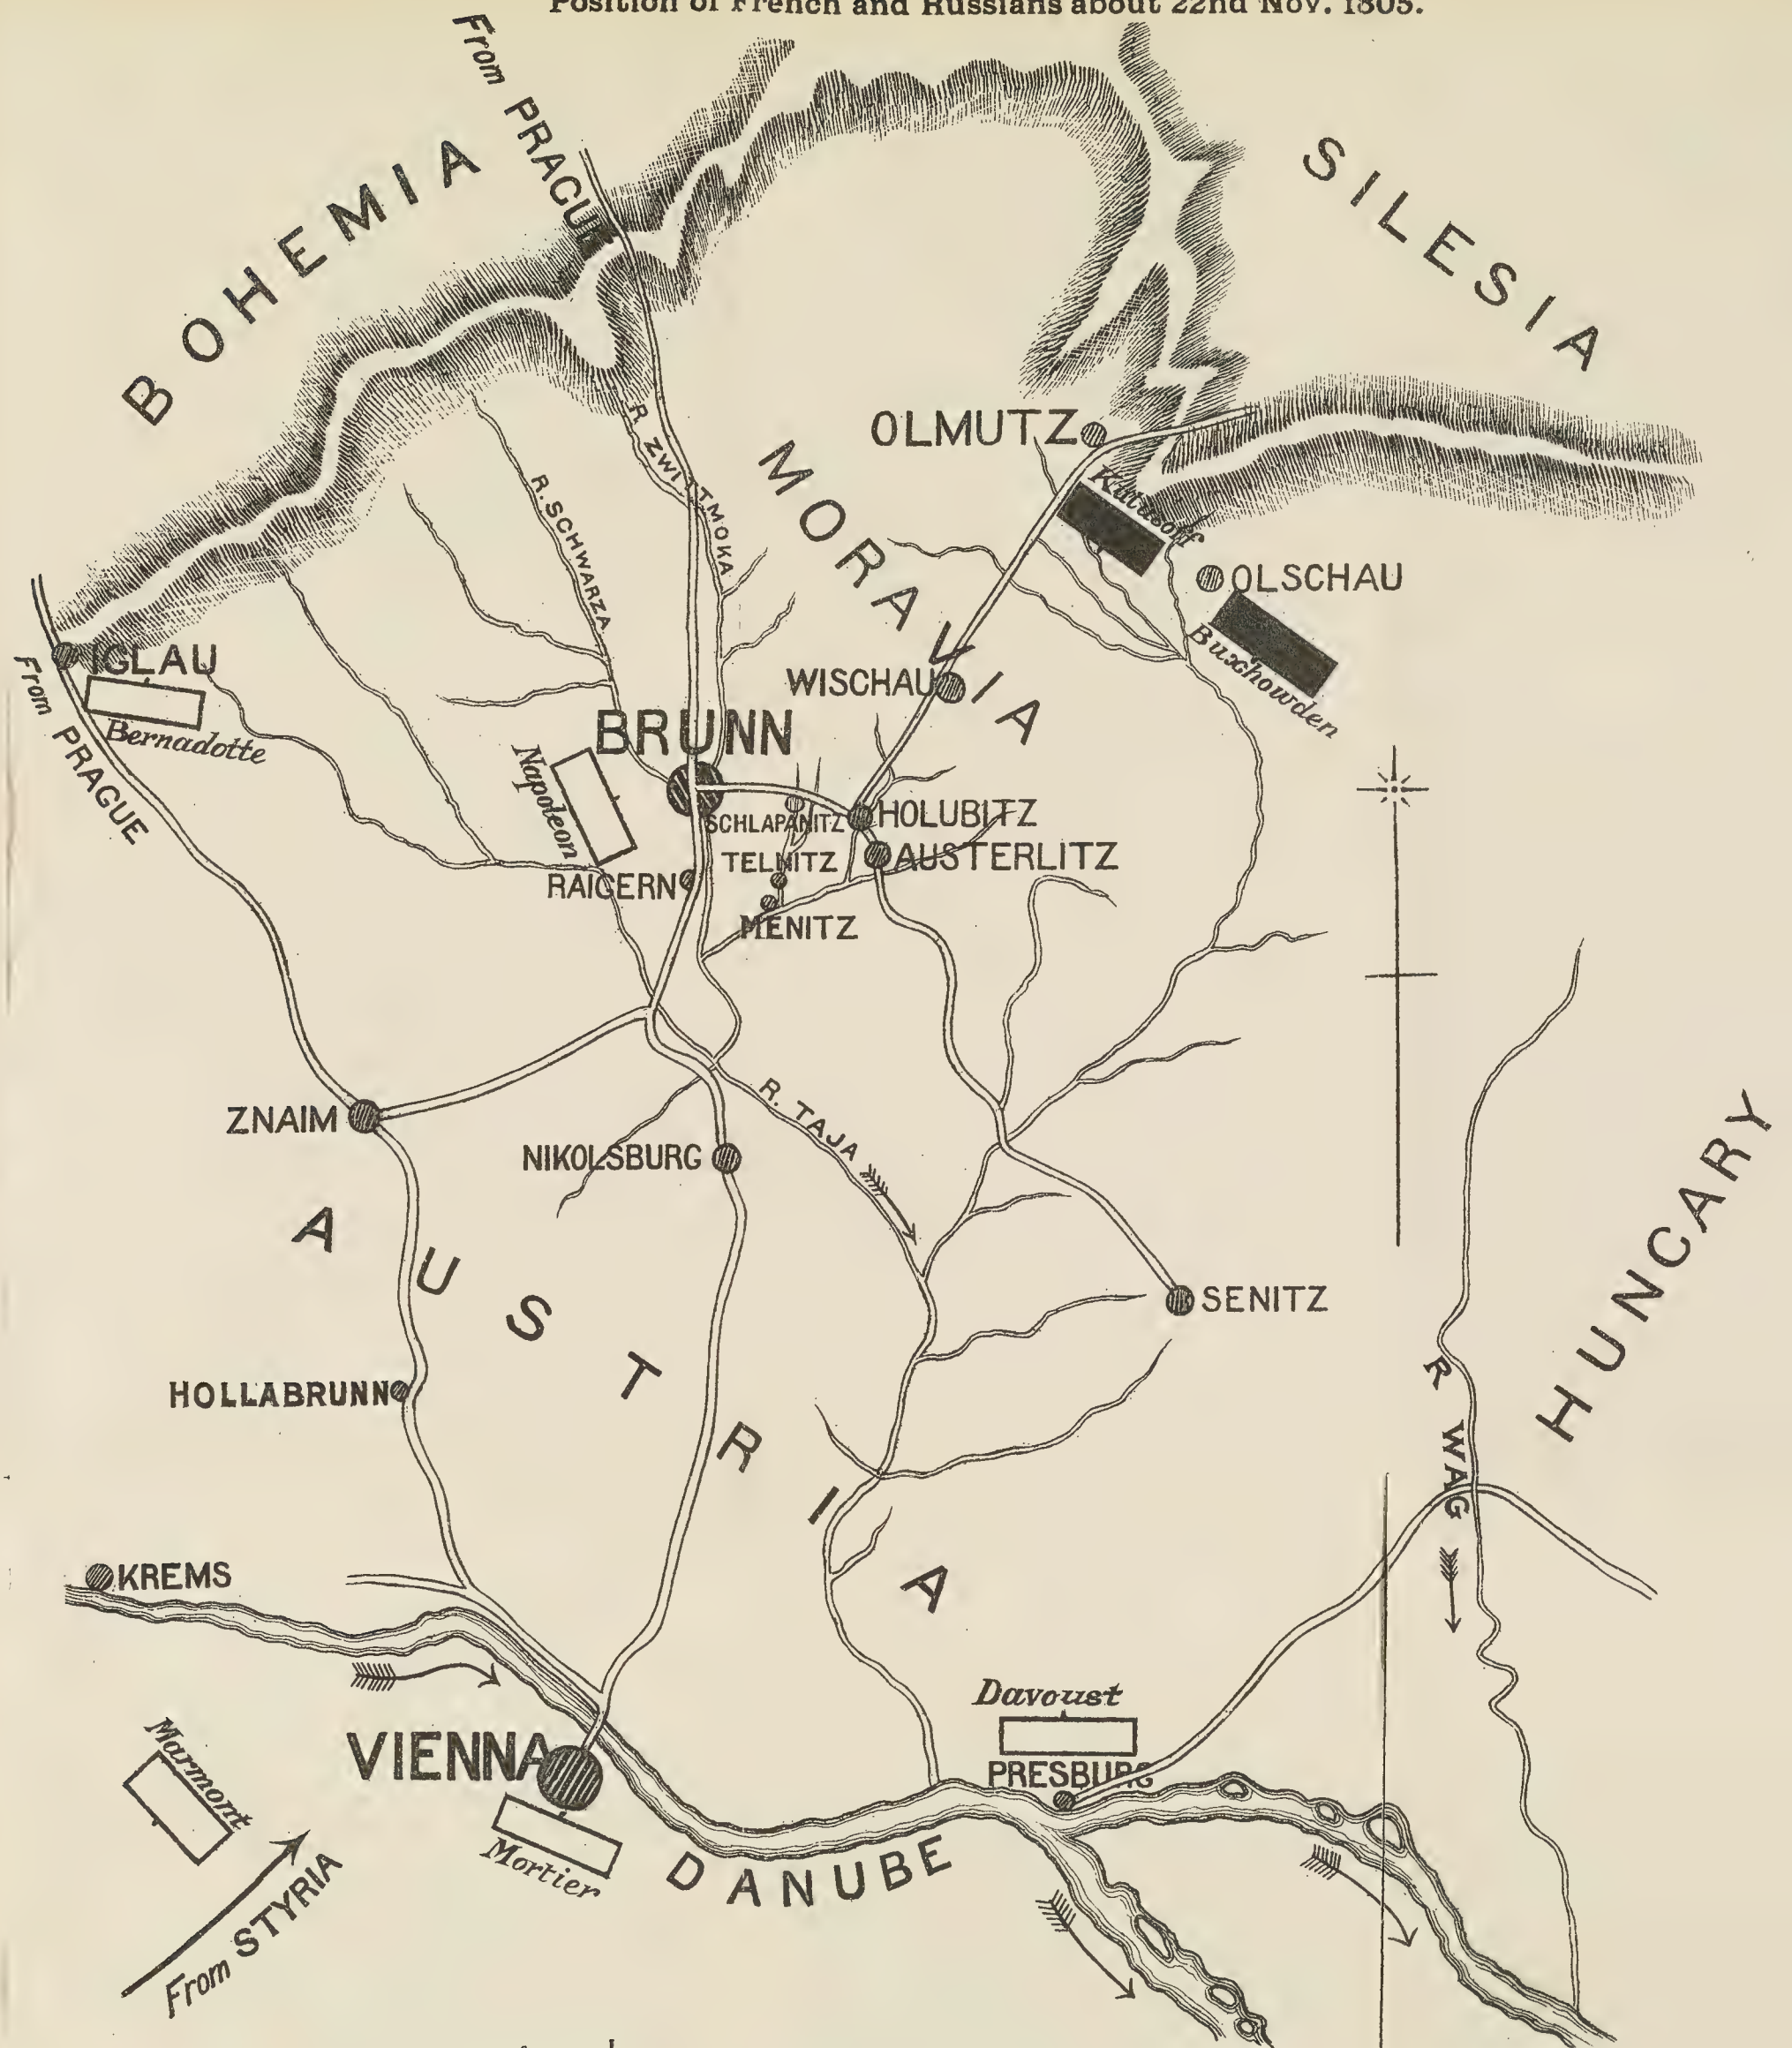 Position of French and Russians about 22nd Nov. 1805.
From PRAGUE
BOHEMIA
SILESIA
MORAVIA
OLMUTZ
Kutusoff
OLSCHAU
Buxhowden
R. ZWITTMOKA
R. SCHWARZA
IGLAU
Bernadotte
From PRAGUE
WISCHAU
BRUNN
Napoleon
SCHLAPANITZ
HOLUBITZ
TELNITZ
AUSTERLITZ
RAIGERN
MENITZ
ZNAIM
NIKOLSBURG
R. TAJA
AUSTRIA
SENITZ
HUNGARY
HOLLABRUNN
R WAG
KREMS
Davoust
PRESBURG
VIENNA
Marmont
Mortier
DANUBE
From STYRIA